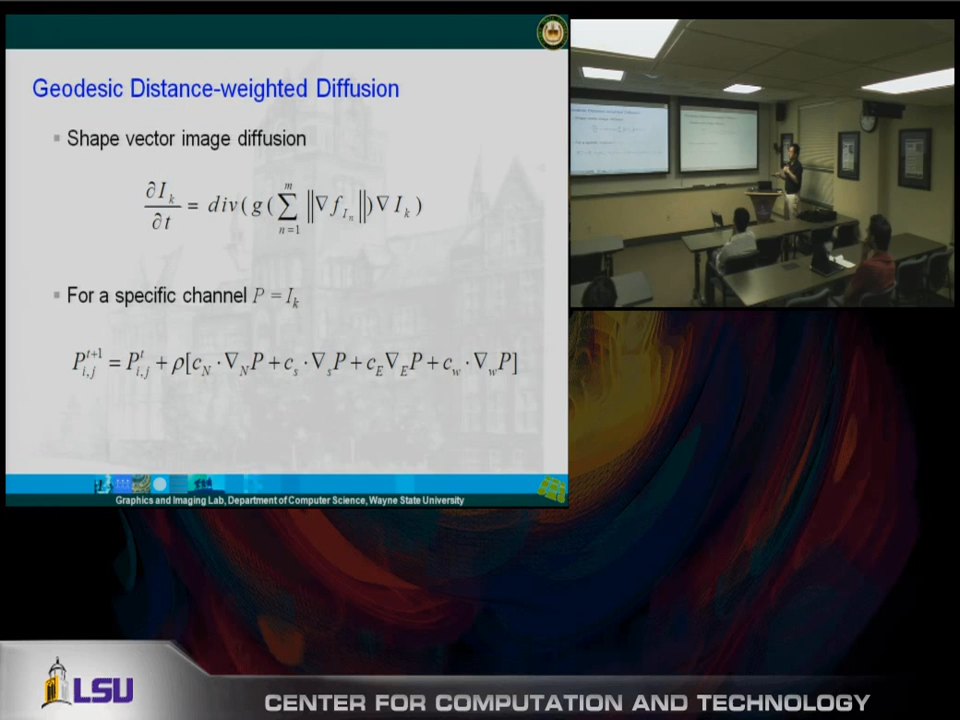 Geodesic Distance-weighted Diffusion
Shape vector image diffusion
∂I_k/∂t = div(g(∑_{n=1}^{m} ‖∇f_{I_n}‖)∇I_k)
For a specific channel P = I_k
P_{i,j}^{t+1} = P_{i,j}^{t} + ρ[c_N · ∇_N P + c_s · ∇_s P + c_E ∇_E P + c_w · ∇_w P]
Graphics and Imaging Lab, Department of Computer Science, Wayne State University
LSU
CENTER FOR COMPUTATION AND TECHNOLOGY